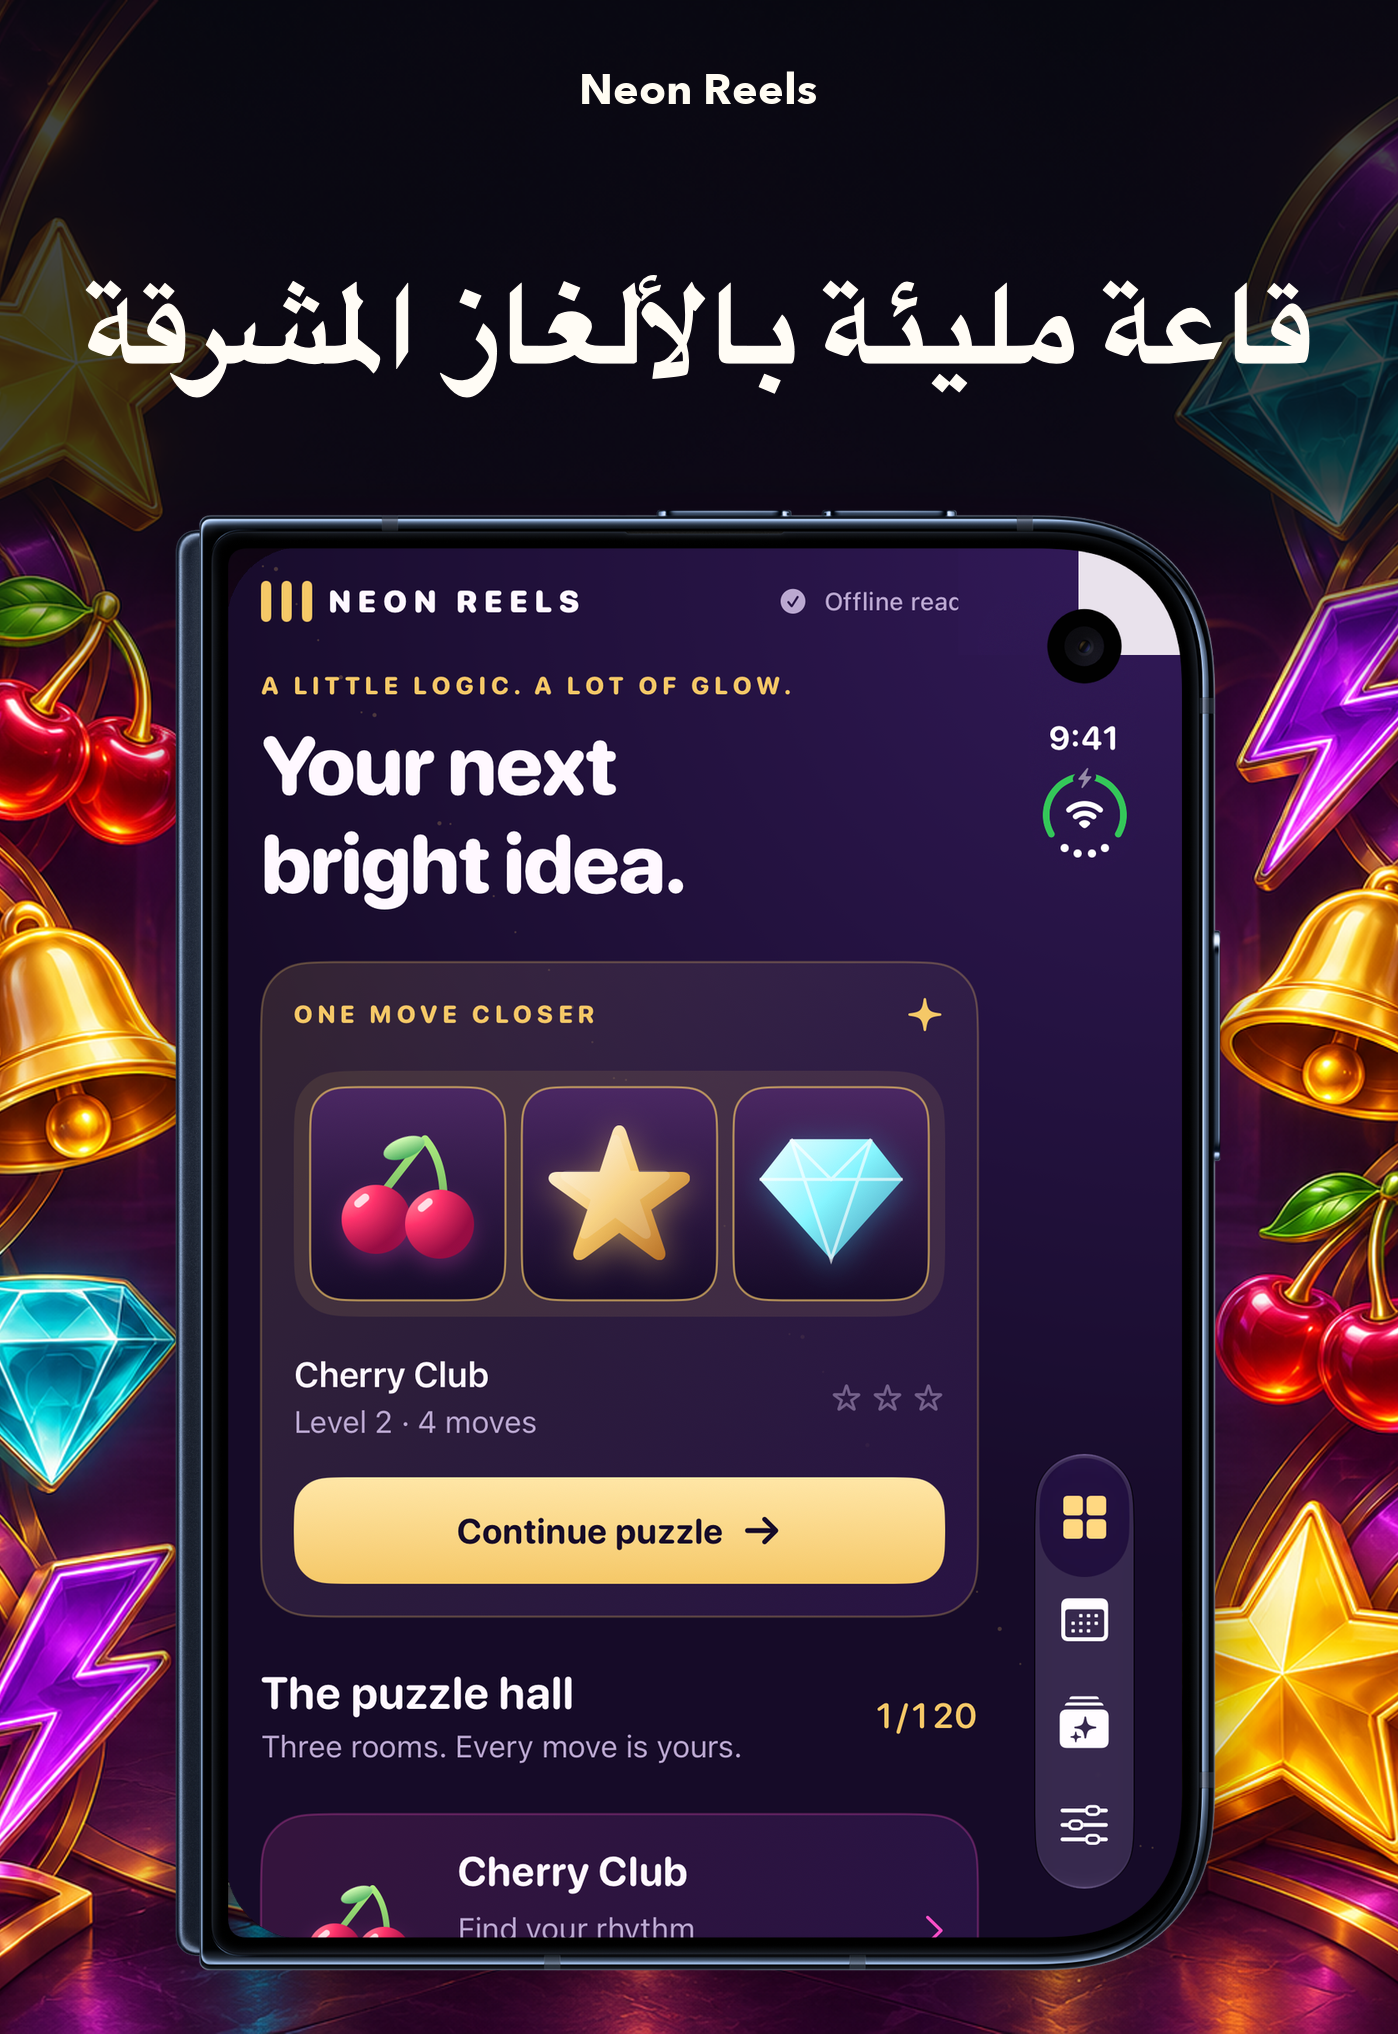 Neon Reels
قاعة مليئة بالألغاز المشرقة
NEON REELS
Offline reac
A LITTLE LOGIC. A LOT OF GLOW.
9:41
Your next
bright idea.
ONE MOVE CLOSER
Cherry Club
Level 2 · 4 moves
Continue puzzle →
The puzzle hall
1/120
Three rooms. Every move is yours.
Cherry Club
Find your rhythm